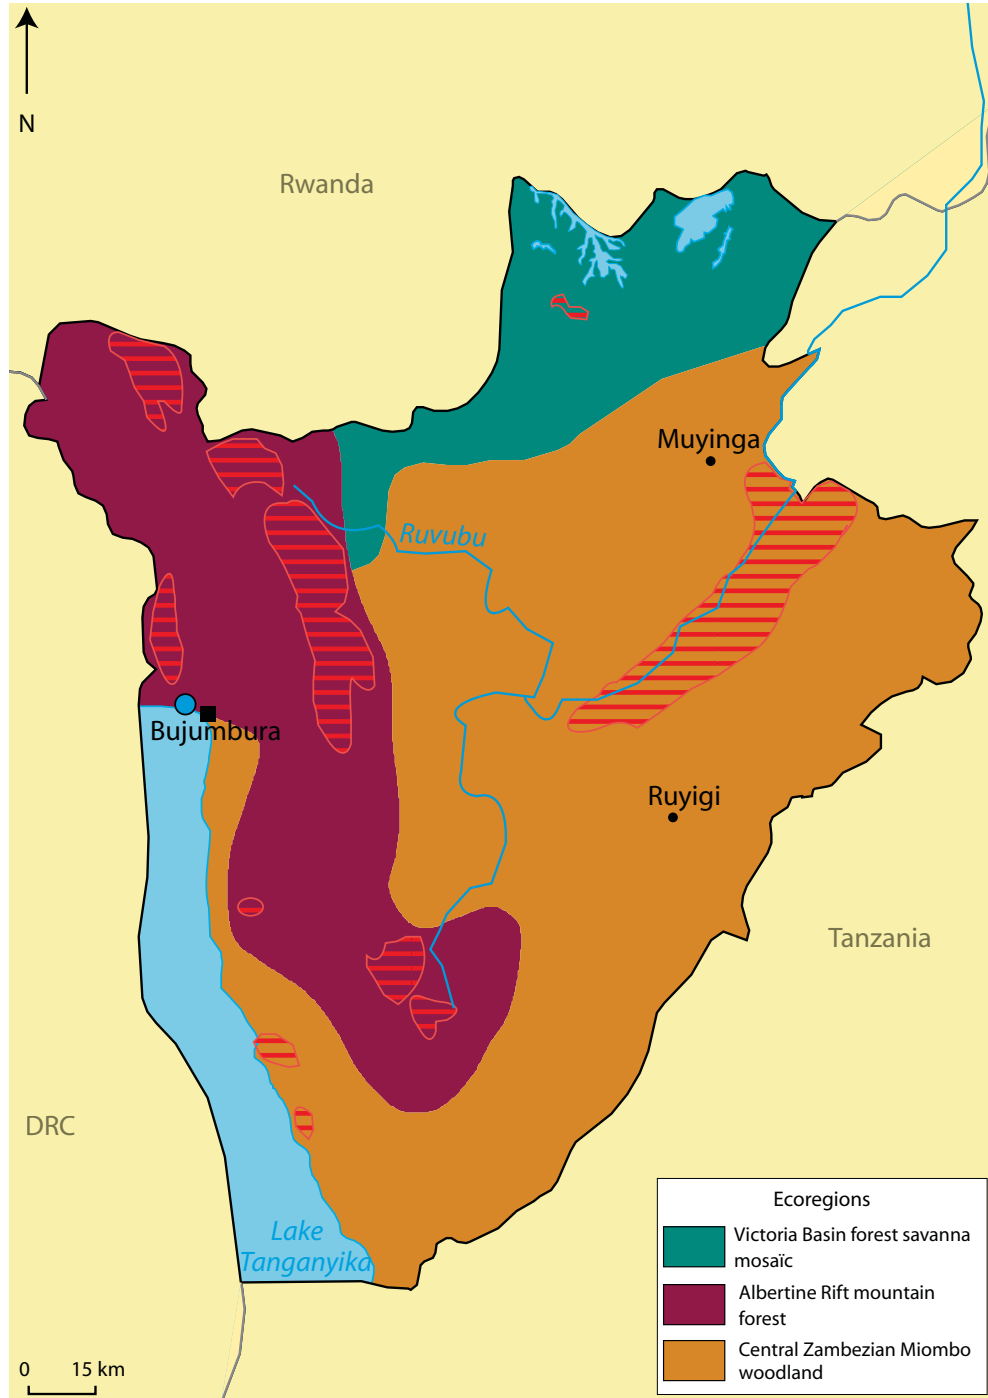 N
Rwanda
Muyinga
Ruvubu
Bujumbura
Ruyigi
Tanzania
DRC
Lake
Tanganyika
Ecoregions
Victoria Basin forest savanna
mosaïc
Albertine Rift mountain
forest
Central Zambezian Miombo
woodland
0 15 km